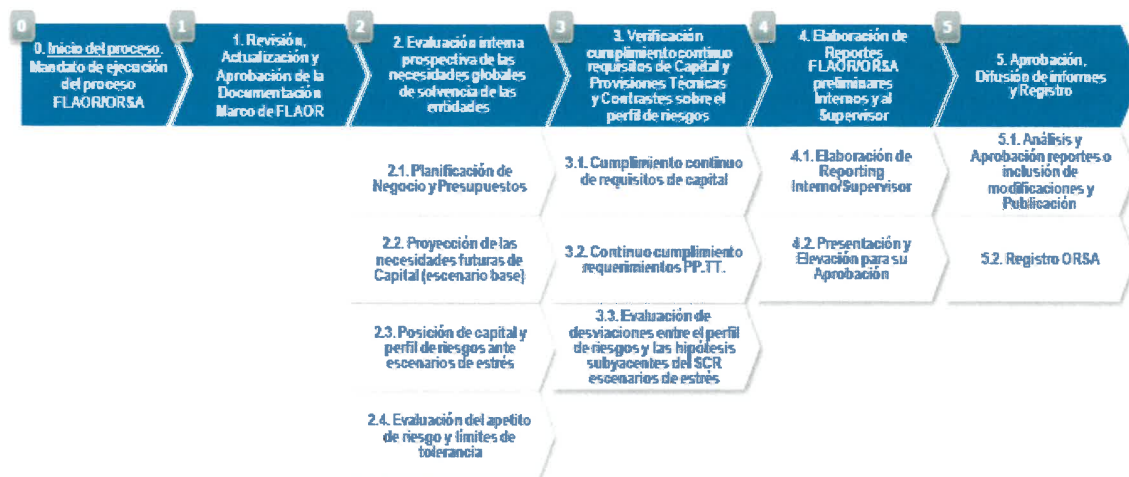 0
0. Inicio del proceso.
Mandato de ejecución
del proceso
FLAOR/ORSA
1
1. Revisión,
Actualización y
Aprobación de la
Documentación
Marco de FLAOR
2
2. Evaluación interna
prospectiva de las
necesidades globales
de solvencia de las
entidades
3
3. Verificación
cumplimiento continuo
requisitos de Capital y
Provisiones Técnicas
y Contrastes sobre el
perfil de riesgos
4
4. Elaboración de
Reportes
FLAOR/ORSA
preliminares
Internos y al
Supervisor
5
5. Aprobación,
Difusión de informes
y Registro
2.1. Planificación de
Negocio y Presupuestos
2.2. Proyección de las
necesidades futuras de
Capital (escenario base)
2.3. Posición de capital y
perfil de riesgos ante
escenarios de estrés
2.4. Evaluación del apetito
de riesgo y límites de
tolerancia
3.1. Cumplimiento continuo
de requisitos de capital
3.2. Continuo cumplimiento
requerimientos PP.TT.
3.3. Evaluación de
desviaciones entre el perfil
de riesgos y las hipótesis
subyacentes del SCR
escenarios de estrés
4.1. Elaboración de
Reporting
Interno/Supervisor
4.2. Presentación y
Elevación para su
Aprobación
5.1. Análisis y
Aprobación reportes o
inclusión de
modificaciones y
Publicación
5.2. Registro ORSA